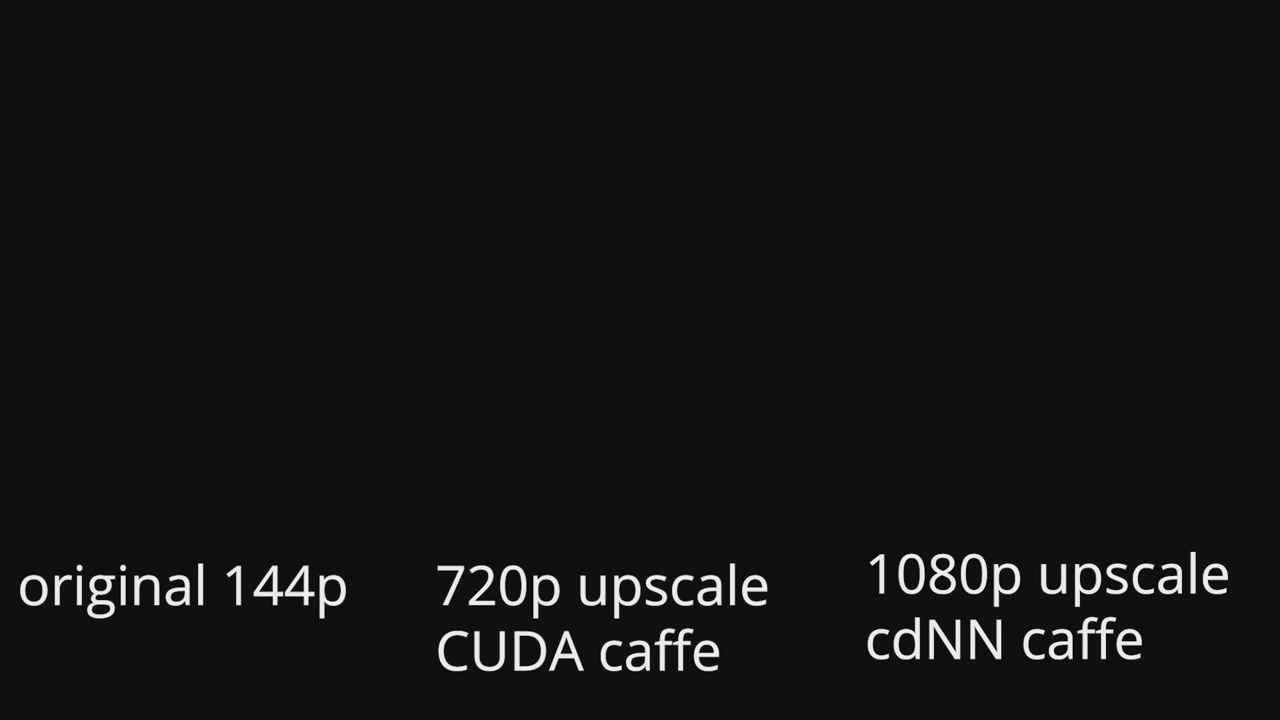 original 144p
720p upscale
CUDA caffe
1080p upscale
cdNN caffe